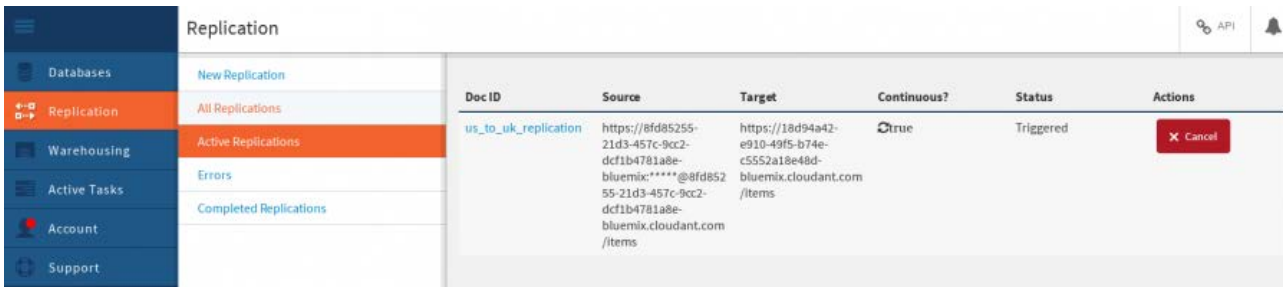 Replication
API
Databases
Replication
Warehousing
Active Tasks
Account
Support
New Replication
All Replications
Active Replications
Errors
Completed Replications
Doc ID Source Target Continuous? Status Actions
us_to_uk_replication
https://8fd85255-
21d3-457c-9cc2-
dcf1b4781a8e-
bluemix:*****@8fd852
55-21d3-457c-9cc2-
dcf1b4781a8e-
bluemix.cloudant.com
/items
https://18d94a42-
e910-49f5-b74e-
c5552a18e48d-
bluemix.cloudant.com
/items
true
Triggered
Cancel